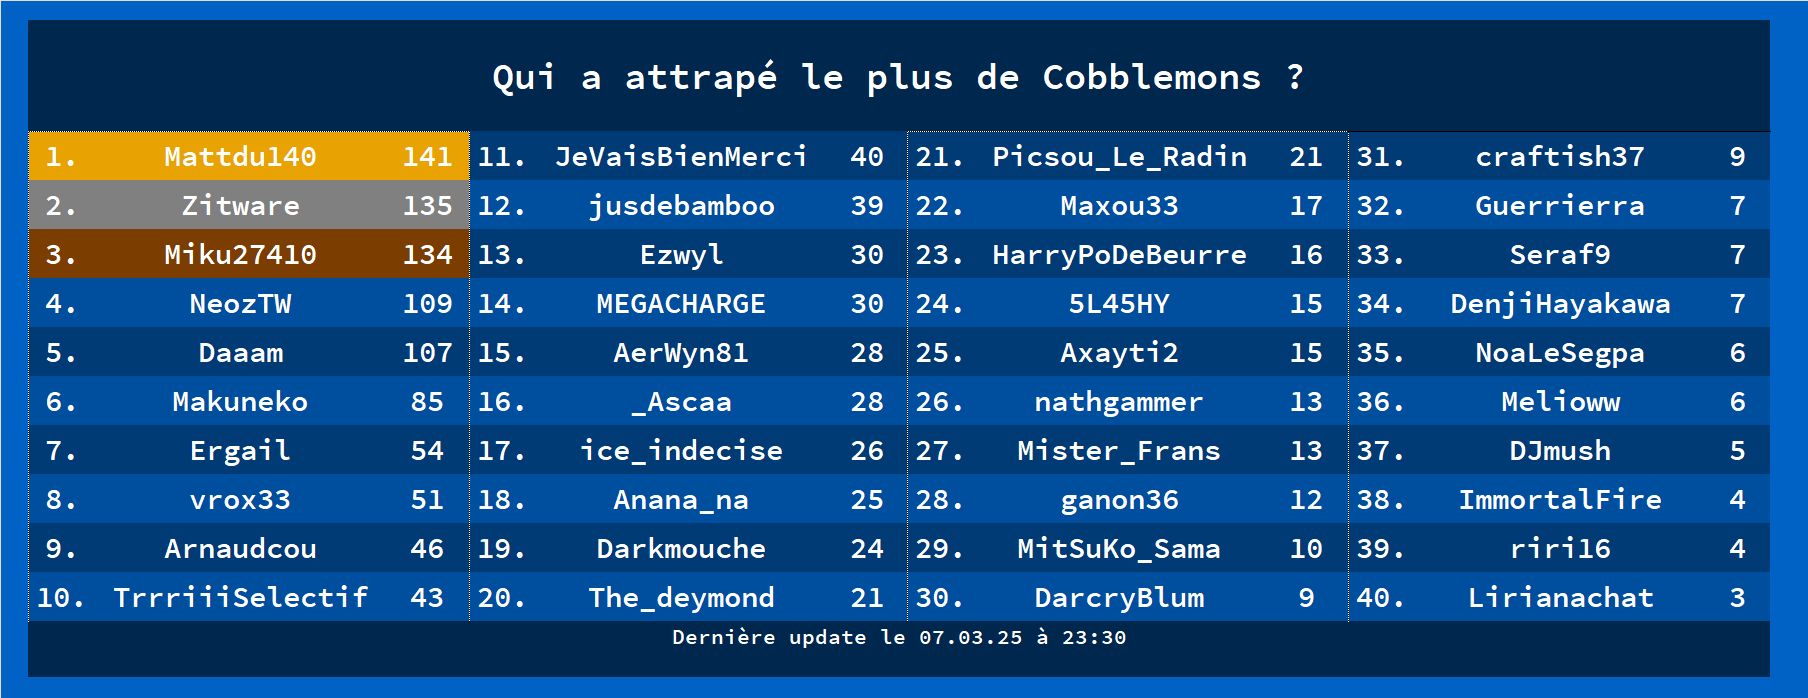 Qui a attrapé le plus de Cobblemons ?
1. Mattdu140 141
2. Zitware 135
3. Miku27410 134
4. NeozTW 109
5. Daaam 107
6. Makuneko 85
7. Ergail 54
8. vrox33 51
9. Arnaudcou 46
10. TrrriiiSelectif 43
11. JeVaisBienMerci 40
12. jusdebamboo 39
13. Ezwyl 30
14. MEGACHARGE 30
15. AerWyn81 28
16. _Ascaa 28
17. ice_indecise 26
18. Anana_na 25
19. Darkmouche 24
20. The_deymond 21
21. Picsou_Le_Radin 21
22. Maxou33 17
23. HarryPoDeBeurre 16
24. 5L45HY 15
25. Axayti2 15
26. nathgammer 13
27. Mister_Frans 13
28. ganon36 12
29. MitSuKo_Sama 10
30. DarcryBlum 9
31. craftish37 9
32. Guerrierra 7
33. Seraf9 7
34. DenjiHayakawa 7
35. NoaLeSegpa 6
36. Melioww 6
37. DJmush 5
38. ImmortalFire 4
39. riri16 4
40. Lirianachat 3
Dernière update le 07.03.25 à 23:30